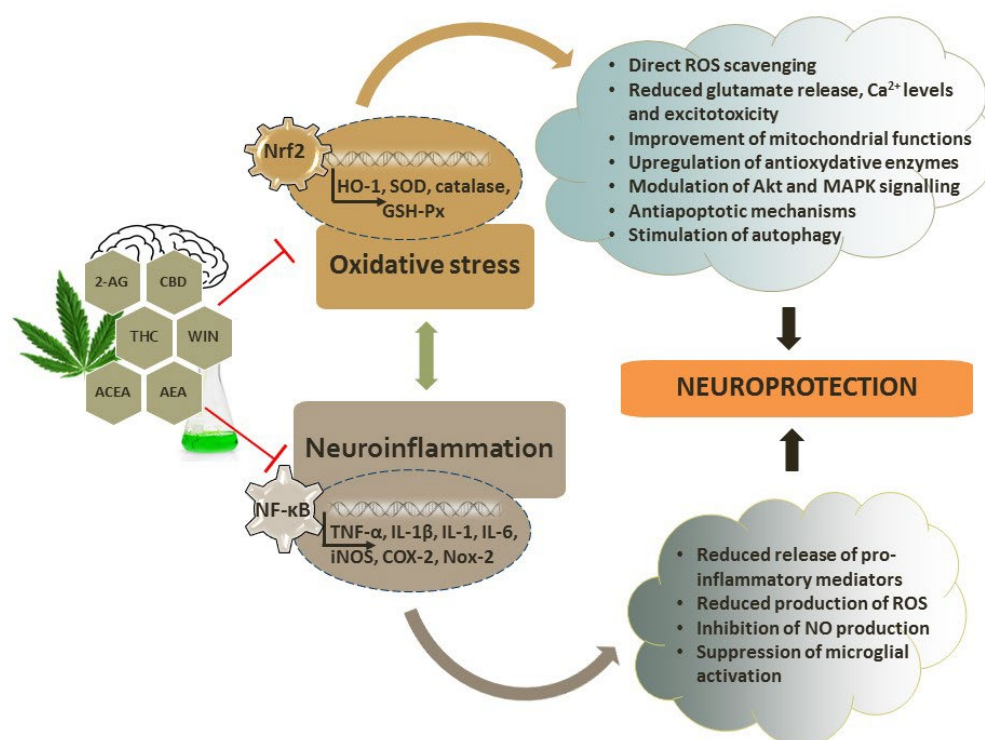 2-AG
CBD
THC
WIN
ACEA
AEA
Nrf2
HO-1, SOD, catalase,
GSH-Px
Oxidative stress
Neuroinflammation
NF-κB
TNF-α, IL-1β, IL-1, IL-6,
iNOS, COX-2, Nox-2
• Direct ROS scavenging
• Reduced glutamate release, Ca²⁺ levels
and excitotoxicity
• Improvement of mitochondrial functions
• Upregulation of antioxydative enzymes
• Modulation of Akt and MAPK signalling
• Antiapoptotic mechanisms
• Stimulation of autophagy
NEUROPROTECTION
• Reduced release of pro-
inflammatory mediators
• Reduced production of ROS
• Inhibition of NO production
• Suppression of microglial
activation